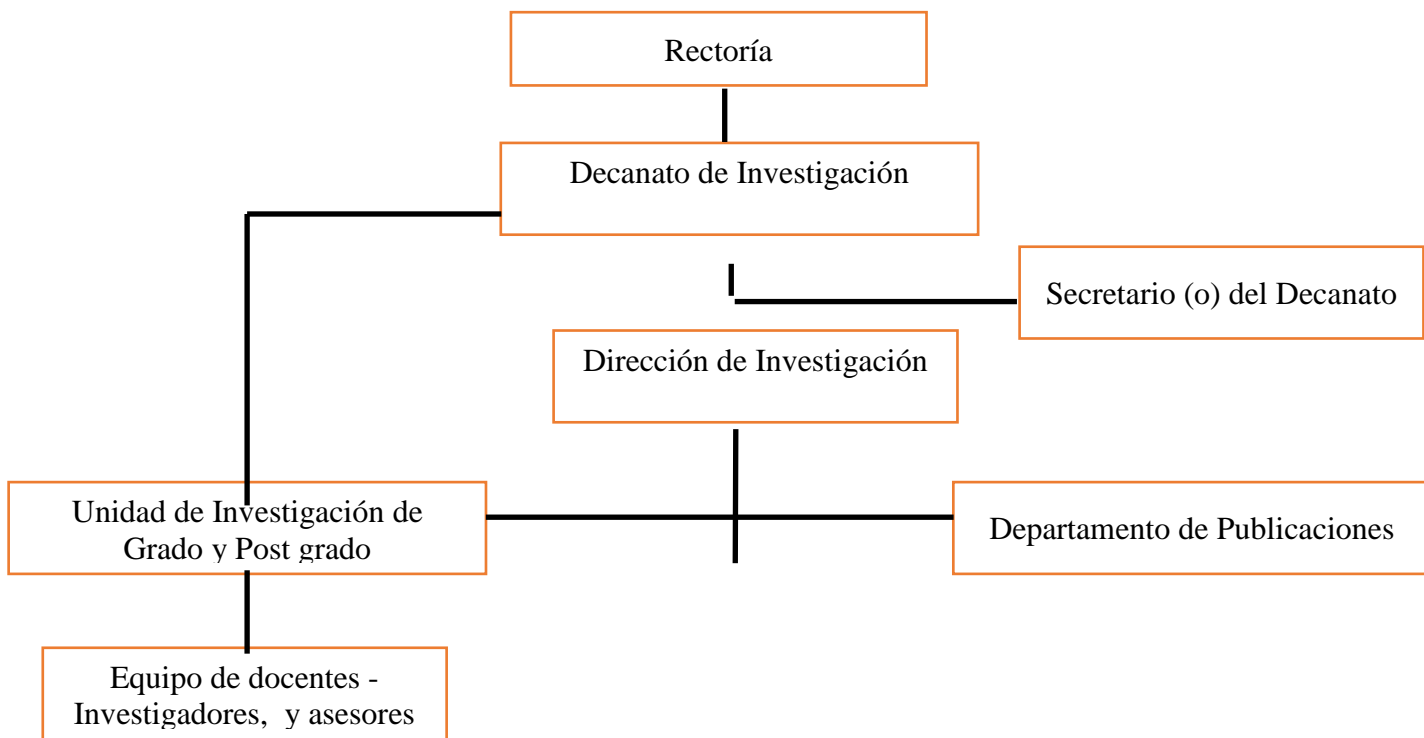 Rectoría
Decanato de Investigación
Secretario (o) del Decanato
Dirección de Investigación
Unidad de Investigación de
Grado y Post grado
Departamento de Publicaciones
Equipo de docentes -
Investigadores,  y asesores